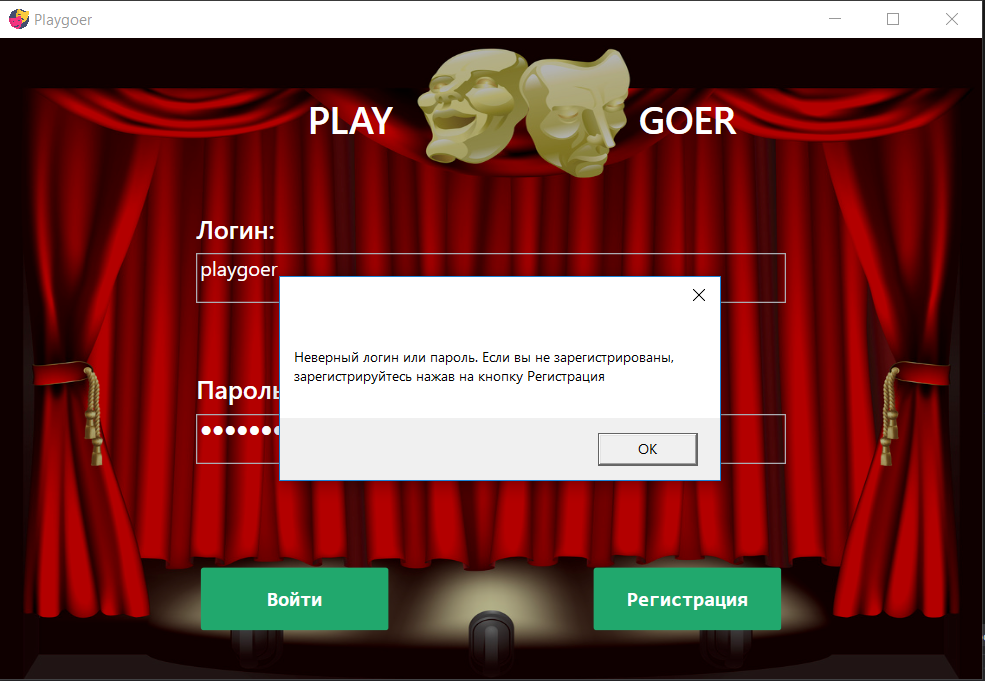 Playgoer
PLAY GOER
Логин:
playgoer
Неверный логин или пароль. Если вы не зарегистрированы,
зарегистрируйтесь нажав на кнопку Регистрация
Пароль
●●●●●●●
OK
Войти
Регистрация